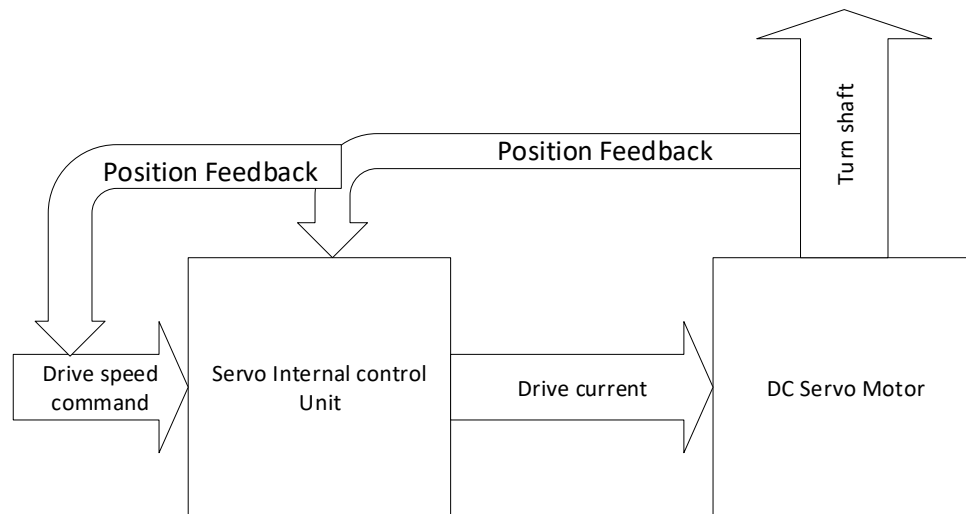 Turn shaft
Position Feedback
Position Feedback
Drive speed
command
Servo Internal control
Unit
Drive current
DC Servo Motor